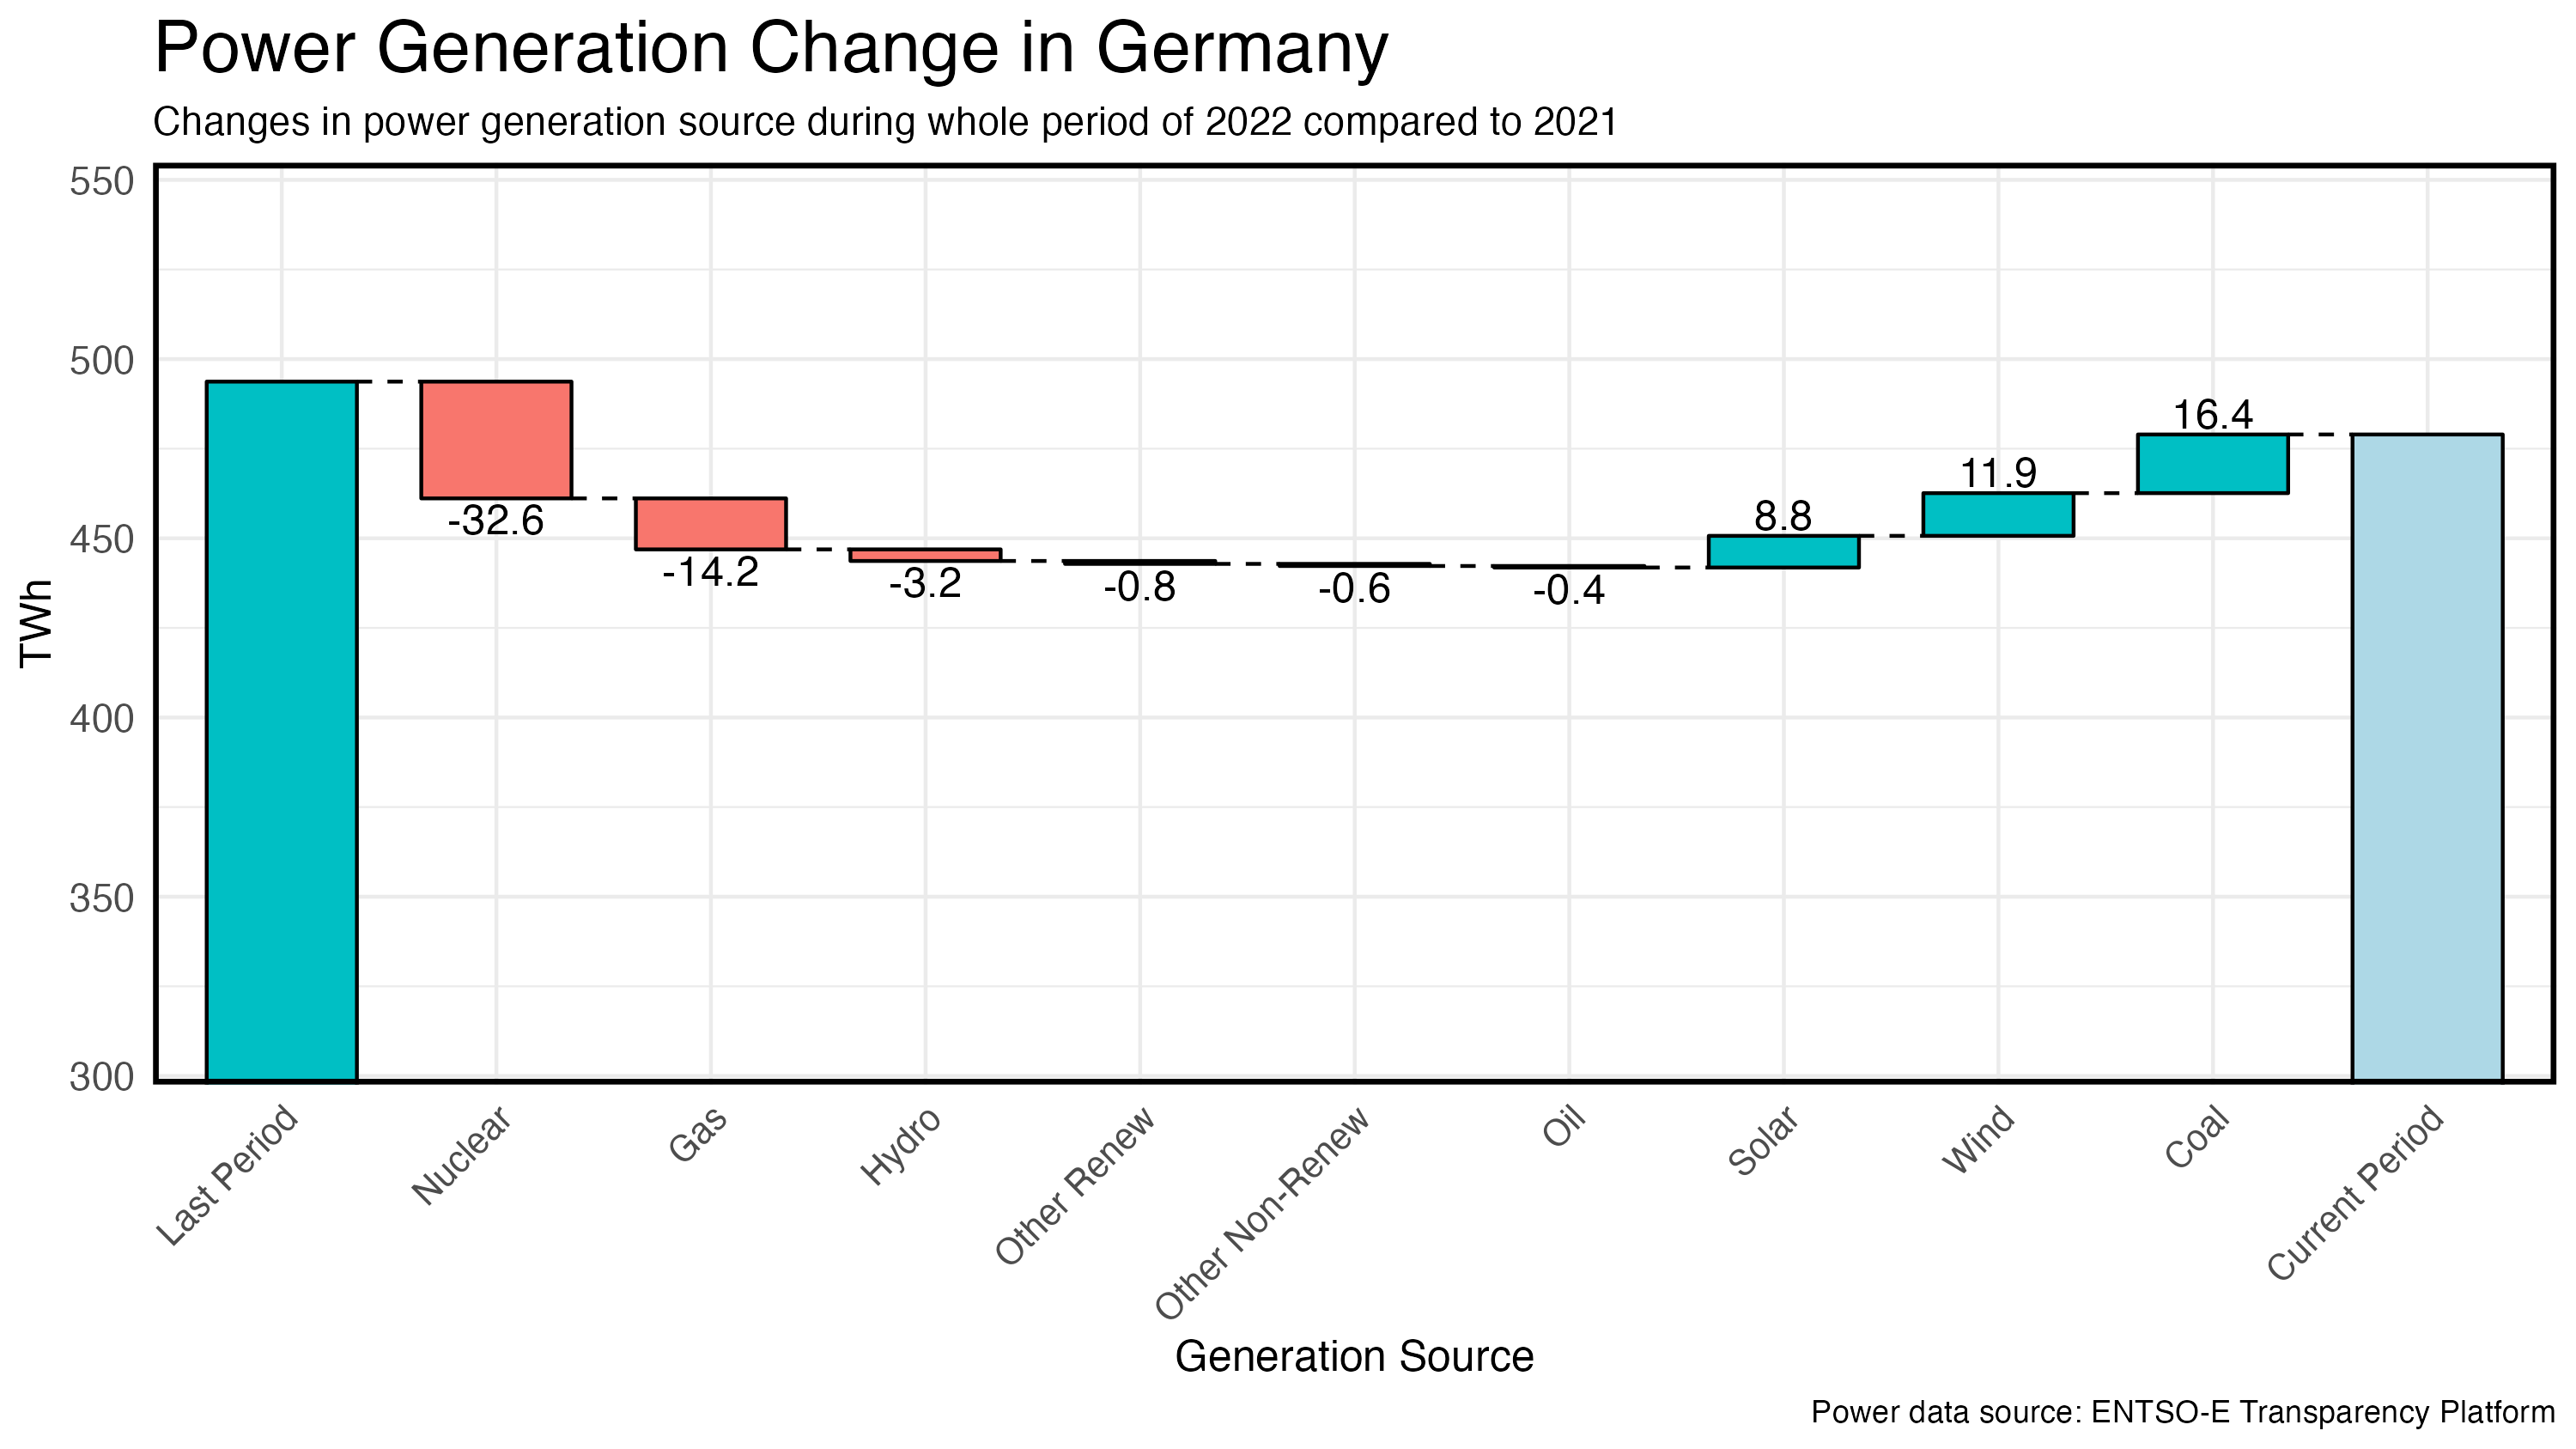 Power Generation Change in Germany
Changes in power generation source during whole period of 2022 compared to 2021
550
500
450
400
350
300
TWh
-32.6
-14.2
-3.2
-0.8
-0.6
-0.4
8.8
11.9
16.4
Last Period
Nuclear
Gas
Hydro
Other Renew
Other Non-Renew
Oil
Solar
Wind
Coal
Current Period
Generation Source
Power data source: ENTSO-E Transparency Platform